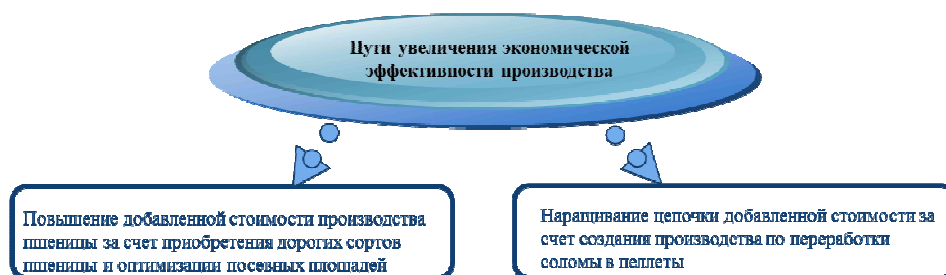 Пути увеличения экономической
эффективности производства
Повышение добавленной стоимости производства
пшеницы за счет приобретения дорогих сортов
пшеницы и оптимизации посевных площадей
Наращивание цепочки добавленной стоимости за
счет создания производства по переработки
соломы в пеллеты